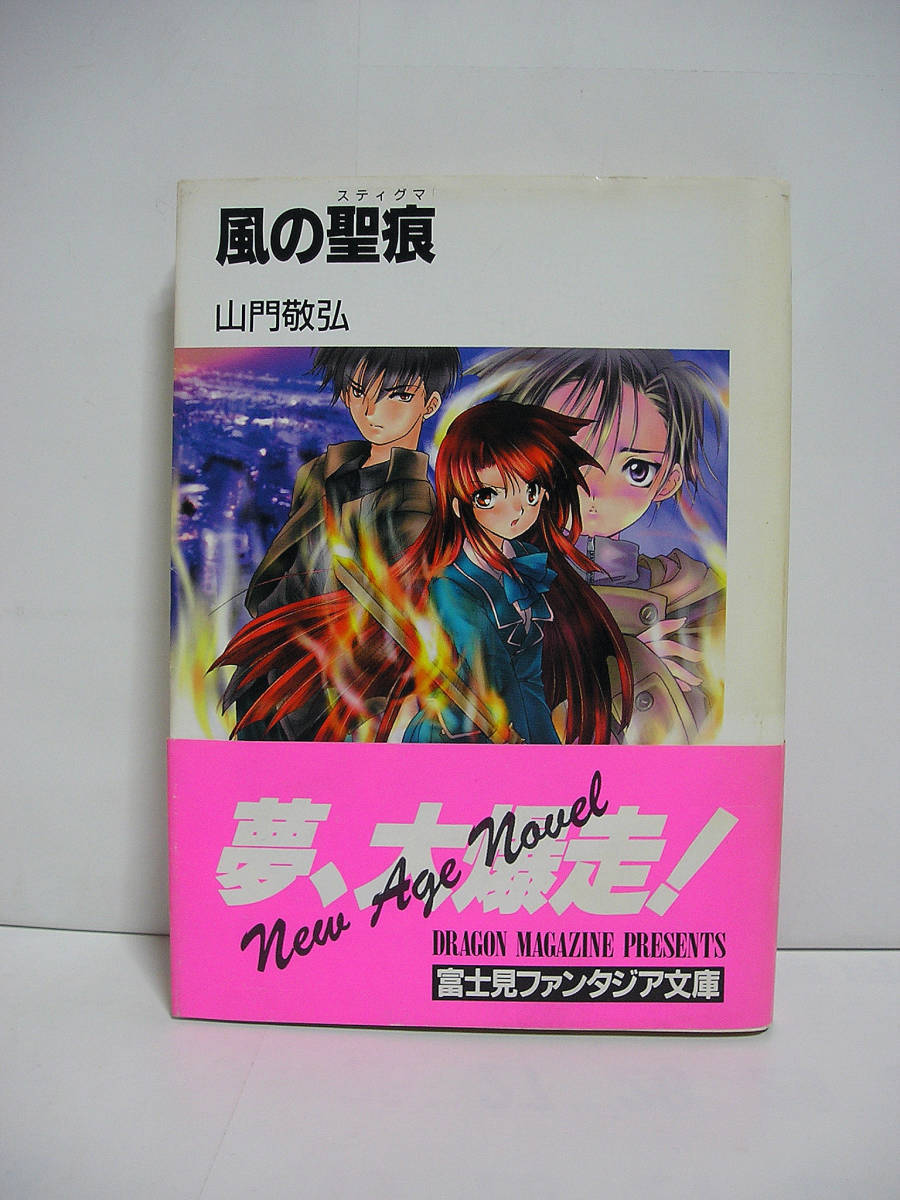 スティグマ
風の聖痕
山門敬弘
夢、大爆走!
New Age Novel
DRAGON MAGAZINE PRESENTS
富士見ファンタジア文庫